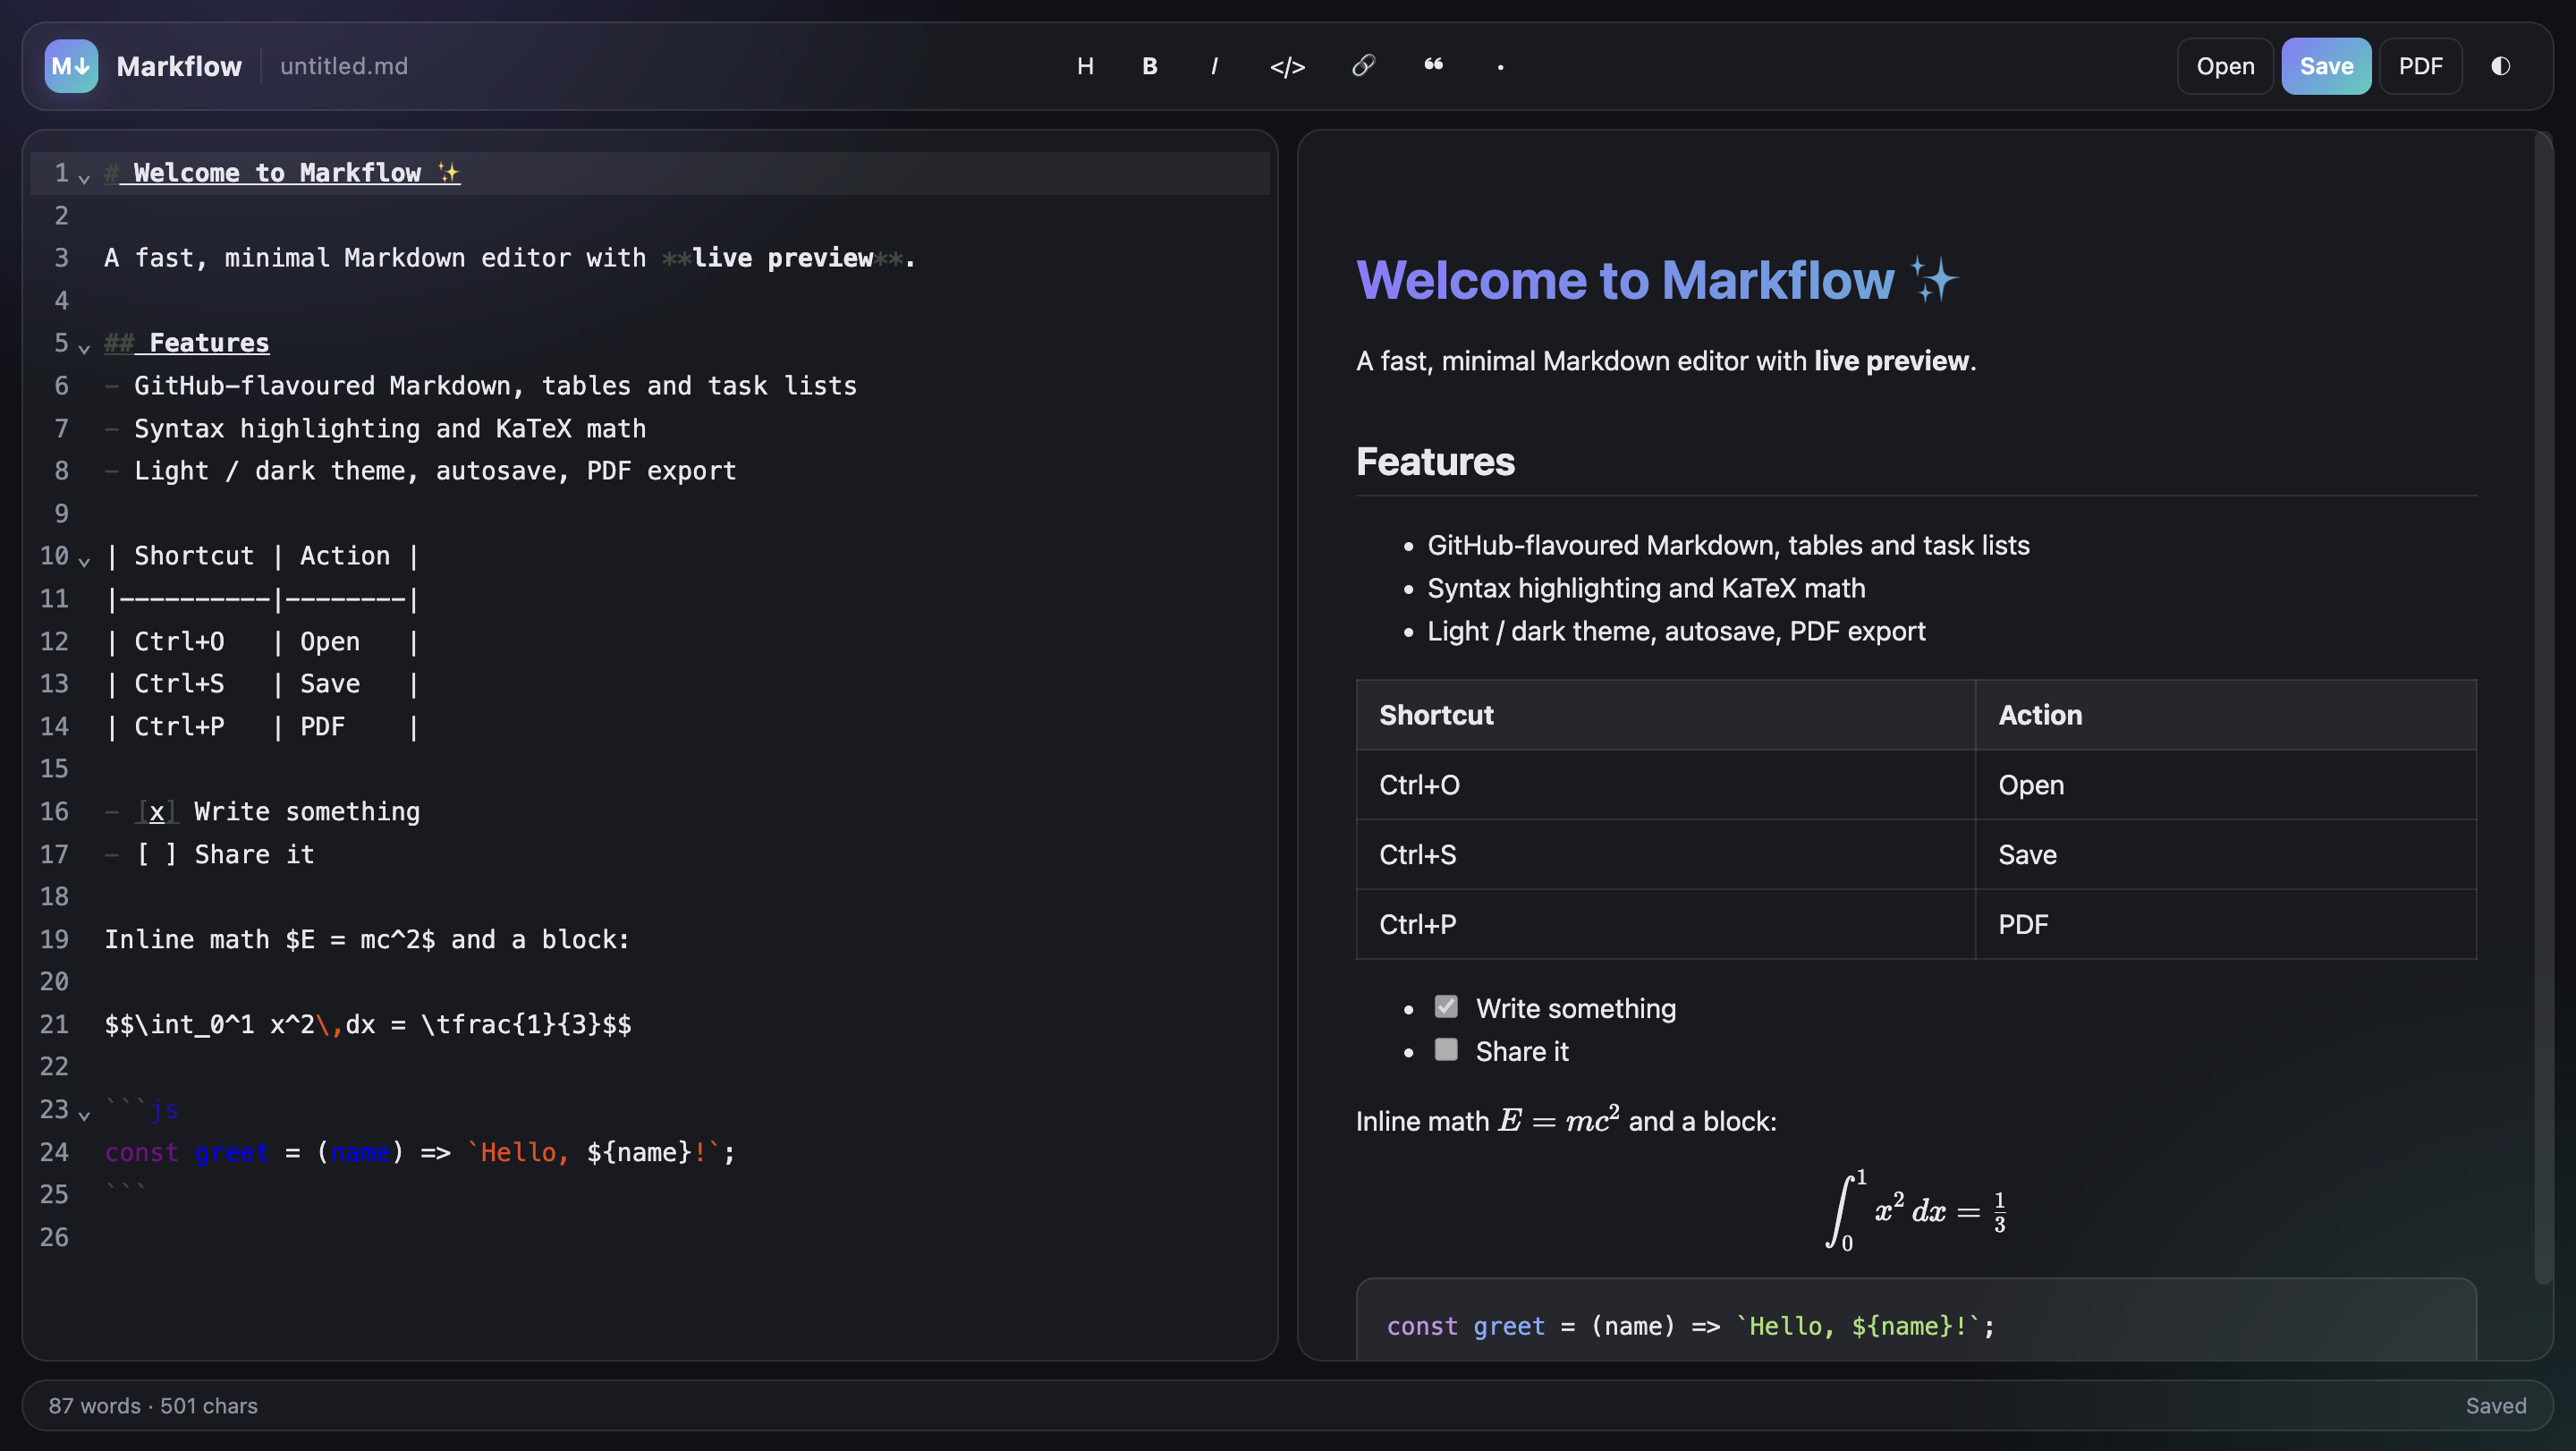 M↓ Markflow untitled.md H B I </> 🔗 ❝ • Open Save PDF ◐
1 # Welcome to Markflow ✨
2
3 A fast, minimal Markdown editor with **live preview**.
4
5 ## Features
6 - GitHub-flavoured Markdown, tables and task lists
7 - Syntax highlighting and KaTeX math
8 - Light / dark theme, autosave, PDF export
9
10 | Shortcut | Action |
11 |----------|--------|
12 | Ctrl+O   | Open   |
13 | Ctrl+S   | Save   |
14 | Ctrl+P   | PDF    |
15
16 - [x] Write something
17 - [ ] Share it
18
19 Inline math $E = mc^2$ and a block:
20
21 $$\int_0^1 x^2\,dx = \tfrac{1}{3}$$
22
23 ```js
24 const greet = (name) => `Hello, ${name}!`;
25 ```
26
Welcome to Markflow ✨
A fast, minimal Markdown editor with live preview.
Features
• GitHub-flavoured Markdown, tables and task lists
• Syntax highlighting and KaTeX math
• Light / dark theme, autosave, PDF export
Shortcut Action
Ctrl+O Open
Ctrl+S Save
Ctrl+P PDF
• ☑ Write something
• ☐ Share it
Inline math E = mc² and a block:
∫₀¹ x² dx = 1/3
const greet = (name) => `Hello, ${name}!`;
87 words · 501 chars Saved